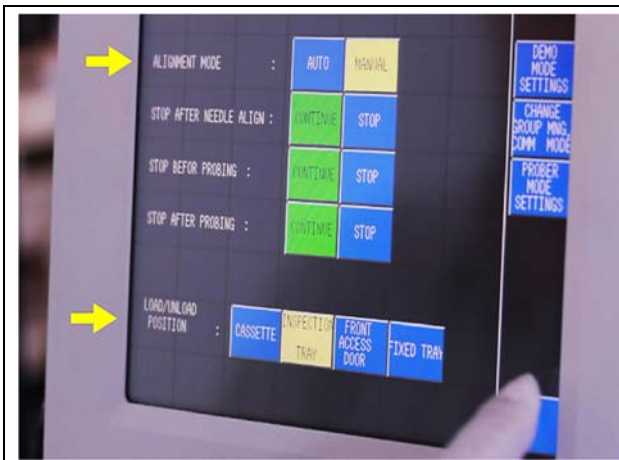 ALIGNMENT MODE : AUTO MANUAL
STOP AFTER NEEDLE ALIGN : CONTINUE STOP
STOP BEFOR PROBING : CONTINUE STOP
STOP AFTER PROBING : CONTINUE STOP
LOAD/UNLOAD
POSITION : CASSETTE
INSPECTION
TRAY
FRONT
ACCESS
DOOR
FIXED TRAY
DEMO
MODE
SETTINGS
CHANGE
GROUP MNG.
COMM MODE
PROBER
MODE
SETTINGS